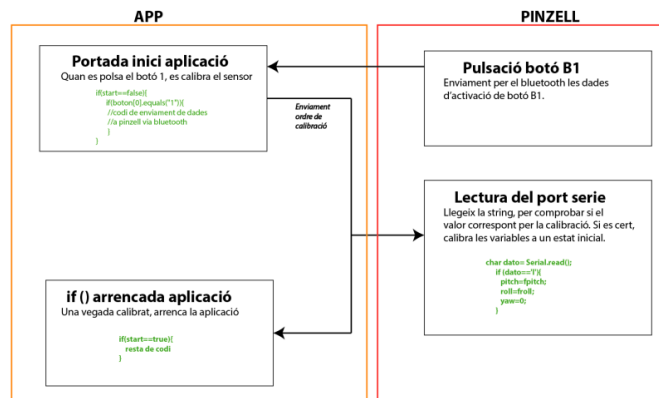 APP
PINZELL
Portada inici aplicació
Quan es polsa el botó 1, es calibra el sensor
if(start==false){
if(boton[0].equals("1")){
//codi de enviament de dades
//a pinzell via bluetooth
}
}
Enviament
ordre de
calibració
Pulsació botó B1
Enviament per el bluetooth les dades
d'activació de botó B1.
Lectura del port serie
Llegeix la string, per comprobar si el
valor correspont per la calibració. Si es cert,
calibra les variables a un estat inicial.
char dato= Serial.read();
if (dato=='l'){
pitch=fpitch;
roll=froll;
yaw=0;
}
if () arrencada aplicació
Una vegada calibrat, arrenca la aplicació
if(start==true){
resta de codi
}